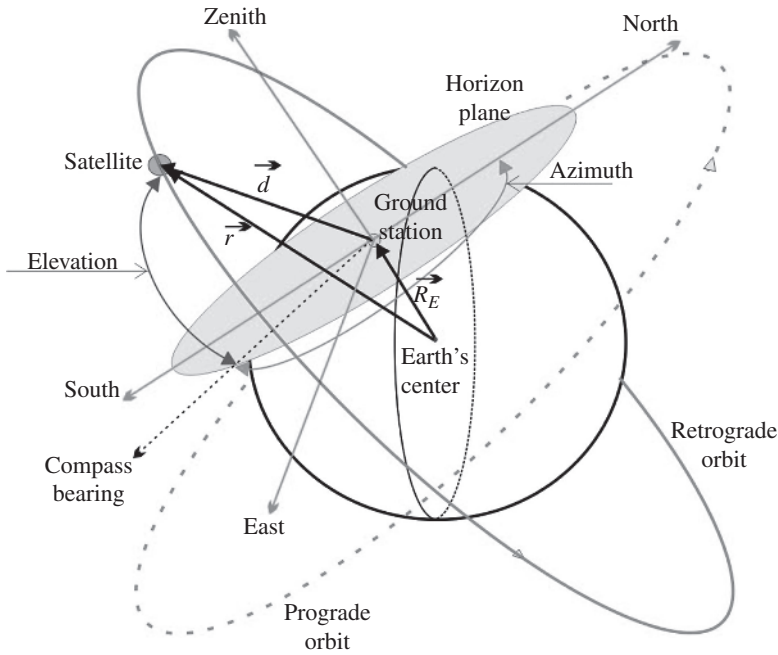 Zenith
North
Horizon
plane
Satellite
d
Azimuth
Ground
station
r
Elevation
R_E
Earth's
center
South
Retrograde
orbit
Compass
bearing
East
Prograde
orbit